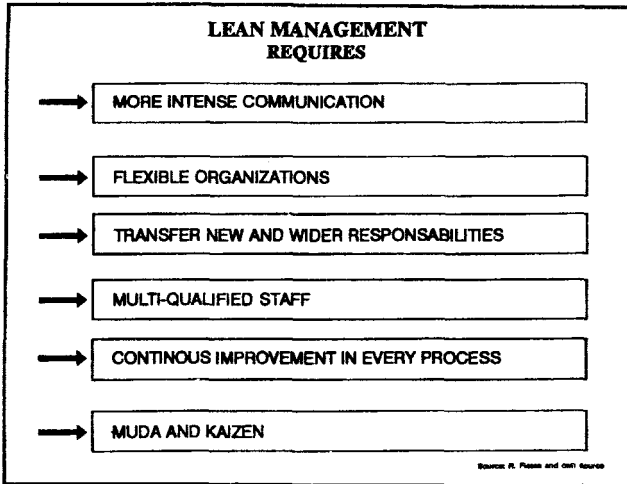 LEAN MANAGEMENT
REQUIRES
MORE INTENSE COMMUNICATION
FLEXIBLE ORGANIZATIONS
TRANSFER NEW AND WIDER RESPONSABILITIES
MULTI-QUALIFIED STAFF
CONTINOUS IMPROVEMENT IN EVERY PROCESS
MUDA AND KAIZEN
Source: R. and own source